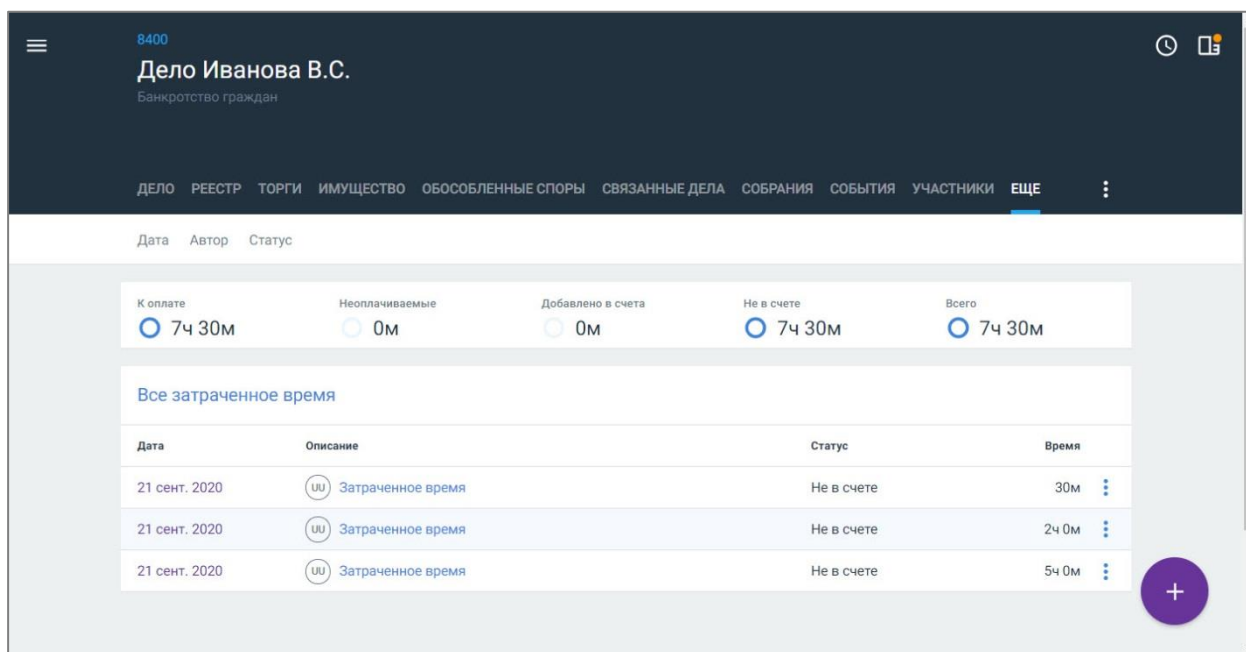 8400
Дело Иванова В.С.
Банкротство граждан
ДЕЛО РЕЕСТР ТОРГИ ИМУЩЕСТВО ОБОСОБЛЕННЫЕ СПОРЫ СВЯЗАННЫЕ ДЕЛА СОБРАНИЯ СОБЫТИЯ УЧАСТНИКИ ЕЩЕ
Дата Автор Статус
К оплате Неоплачиваемые Добавлено в счета Не в счете Всего
7ч 30м 0м 0м 7ч 30м 7ч 30м
Все затраченное время
Дата Описание Статус Время
21 сент. 2020 UU Затраченное время Не в счете 30м
21 сент. 2020 UU Затраченное время Не в счете 2ч 0м
21 сент. 2020 UU Затраченное время Не в счете 5ч 0м